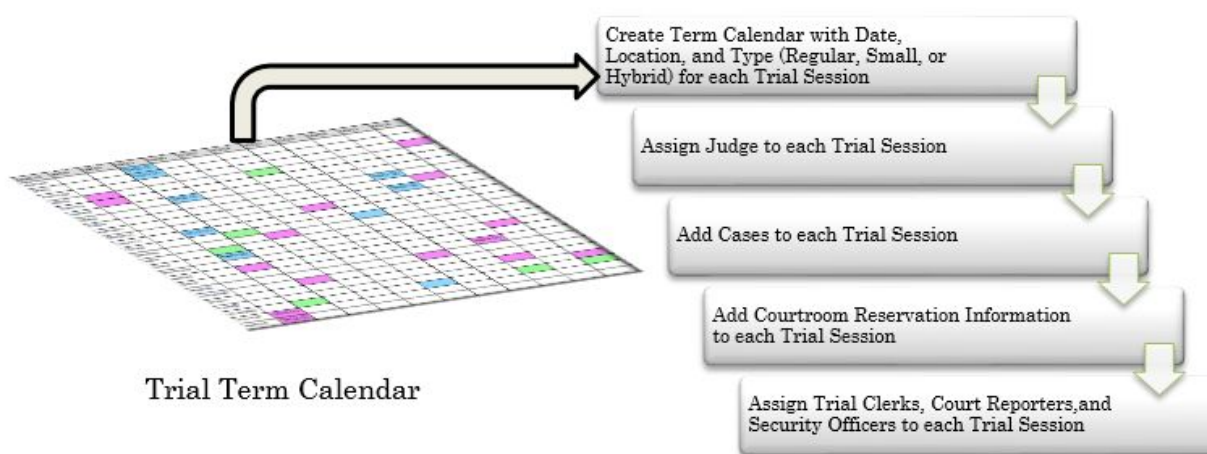 Create Term Calendar with Date,
Location, and Type (Regular, Small, or
Hybrid) for each Trial Session
Assign Judge to each Trial Session
Add Cases to each Trial Session
Add Courtroom Reservation Information
to each Trial Session
Assign Trial Clerks, Court Reporters,and
Security Officers to each Trial Session
Trial Term Calendar